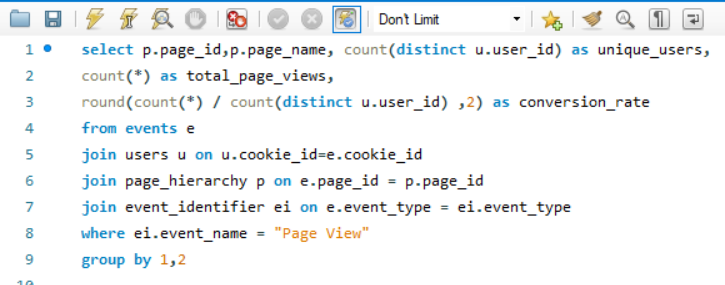 Don't Limit
1 select p.page_id,p.page_name, count(distinct u.user_id) as unique_users,
2 count(*) as total_page_views,
3 round(count(*) / count(distinct u.user_id) ,2) as conversion_rate
4 from events e
5 join users u on u.cookie_id=e.cookie_id
6 join page_hierarchy p on e.page_id = p.page_id
7 join event_identifier ei on e.event_type = ei.event_type
8 where ei.event_name = "Page View"
9 group by 1,2
10